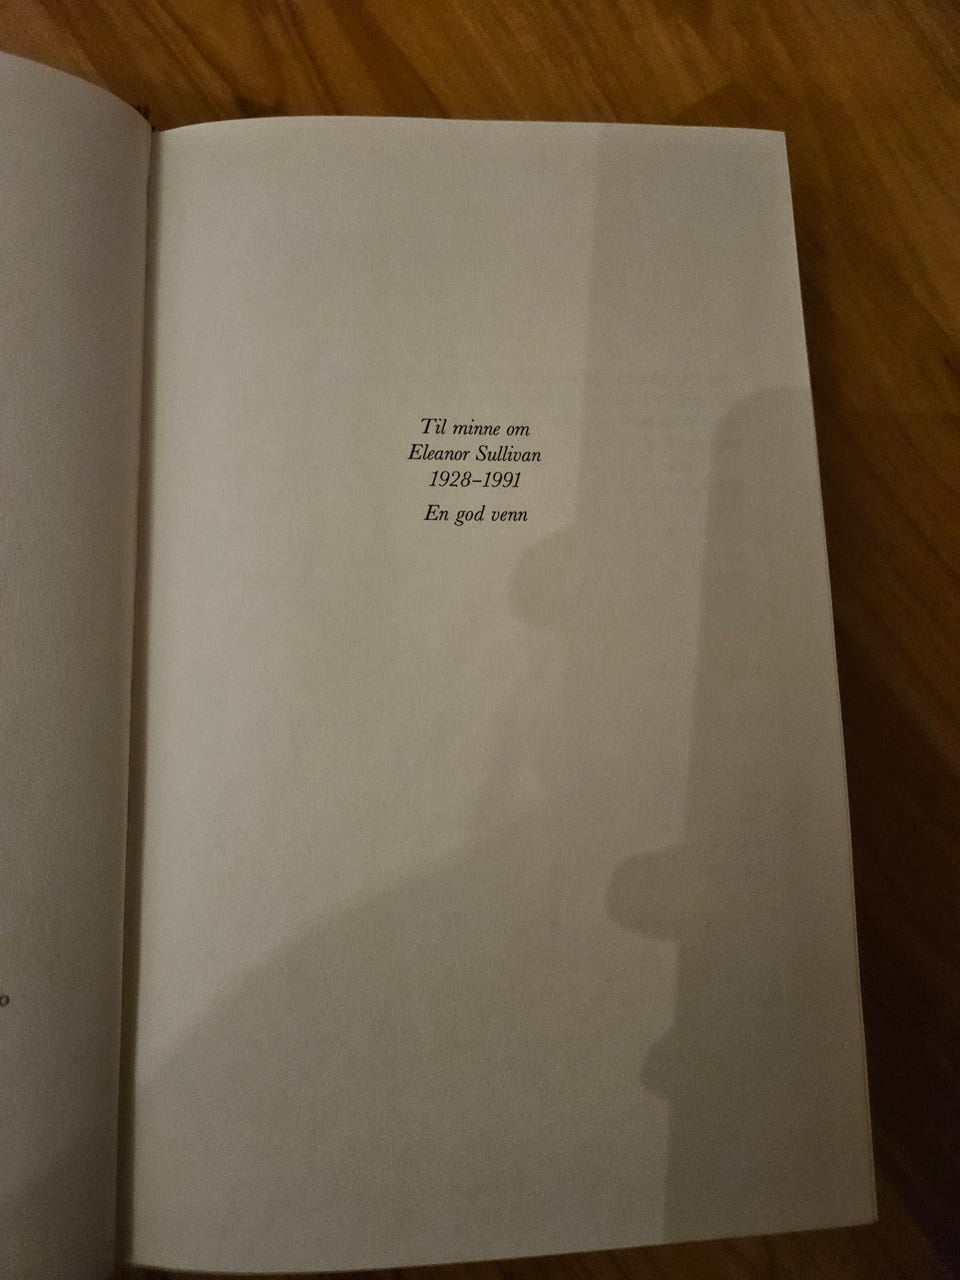 Til minne om
Eleanor Sullivan
1928–1991
En god venn
o